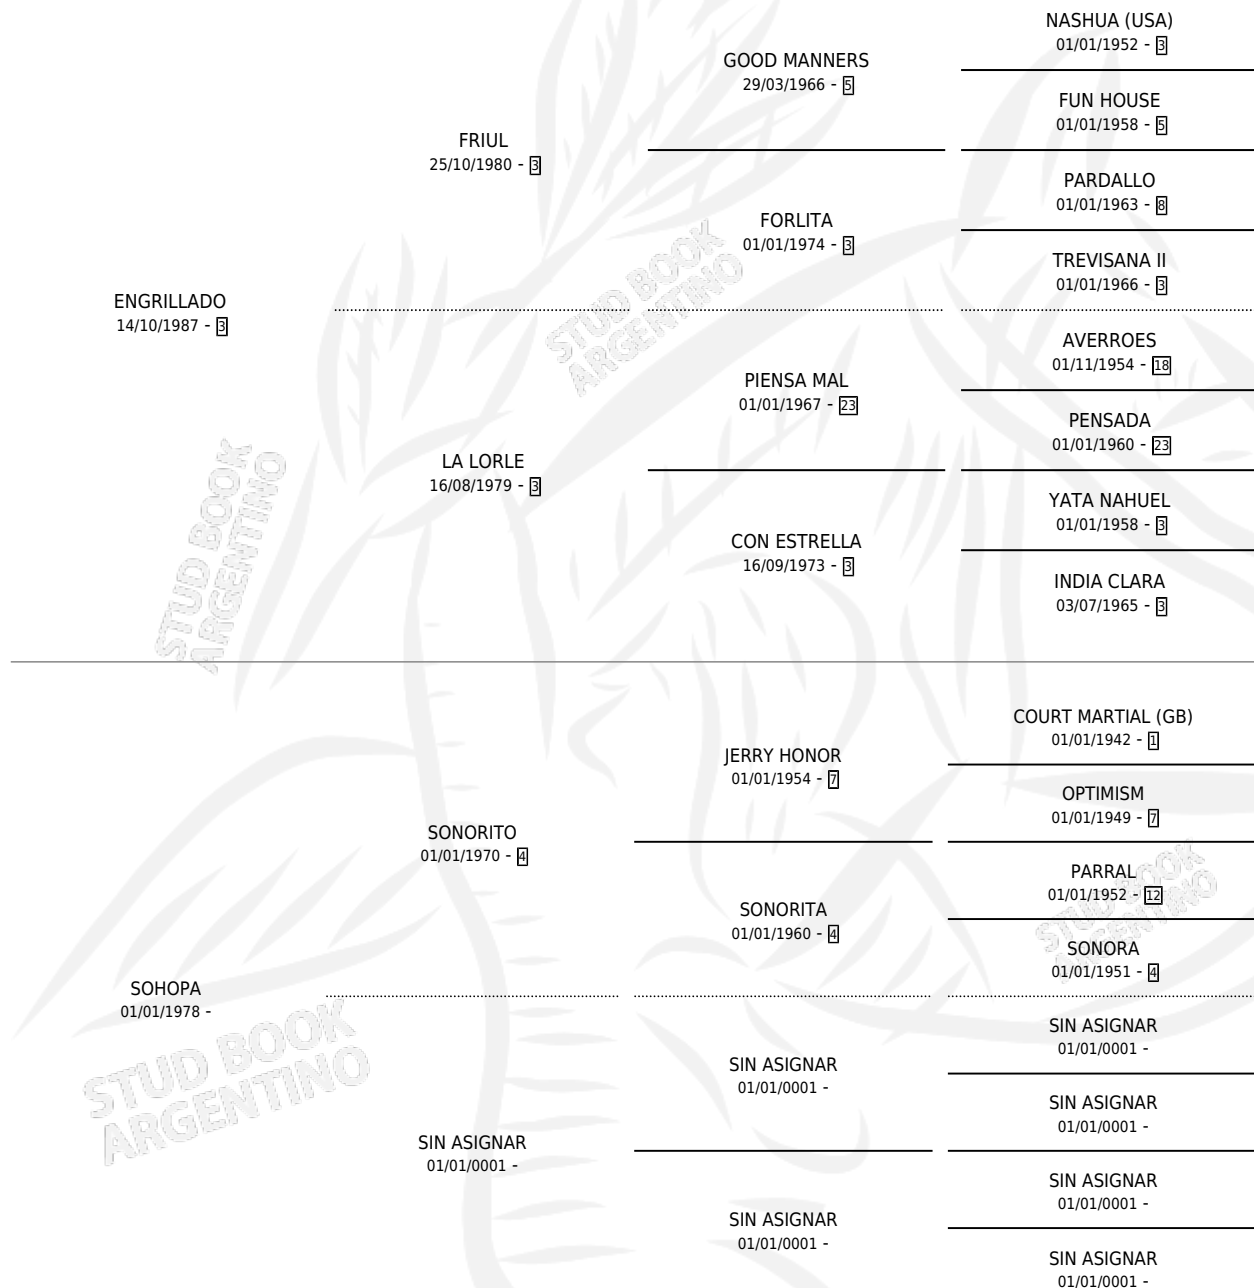 NASHUA (USA)
01/01/1952 - 3
GOOD MANNERS
29/03/1966 - 5
FUN HOUSE
01/01/1958 - 5
FRIUL
25/10/1980 - 3
PARDALLO
01/01/1963 - 8
FORLITA
01/01/1974 - 3
TREVISANA II
01/01/1966 - 3
ENGRILLADO
14/10/1987 - 3
AVERROES
01/11/1954 - 18
PIENSA MAL
01/01/1967 - 23
PENSADA
01/01/1960 - 23
LA LORLE
16/08/1979 - 3
YATA NAHUEL
01/01/1958 - 3
CON ESTRELLA
16/09/1973 - 3
INDIA CLARA
03/07/1965 - 3
COURT MARTIAL (GB)
01/01/1942 - 1
JERRY HONOR
01/01/1954 - 7
OPTIMISM
01/01/1949 - 7
SONORITO
01/01/1970 - 4
PARRAL
01/01/1952 - 12
SONORITA
01/01/1960 - 4
SONORA
01/01/1951 - 4
SOHOPA
01/01/1978 -
SIN ASIGNAR
01/01/0001 -
SIN ASIGNAR
01/01/0001 -
SIN ASIGNAR
01/01/0001 -
SIN ASIGNAR
01/01/0001 -
SIN ASIGNAR
01/01/0001 -
SIN ASIGNAR
01/01/0001 -
SIN ASIGNAR
01/01/0001 -
STUD BOOK
ARGENTINO
STUD BOOK
ARGENTINO
STUD BOOK
ARGENTINO
STUD BOOK
ARGENTINO